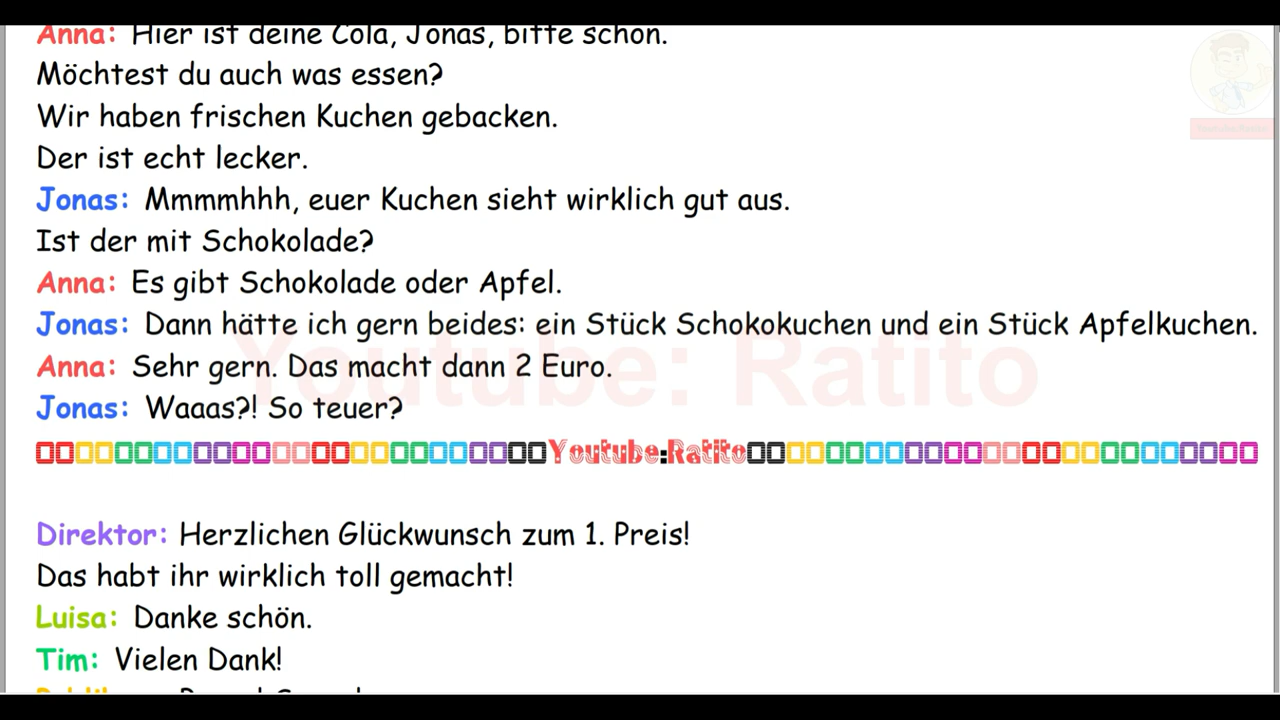 Anna: Hier ist deine Cola, Jonas, bitte schön.
Möchtest du auch was essen?
Wir haben frischen Kuchen gebacken.
Der ist echt lecker.
Jonas: Mmmmhhh, euer Kuchen sieht wirklich gut aus.
Ist der mit Schokolade?
Anna: Es gibt Schokolade oder Apfel.
Jonas: Dann hätte ich gern beides: ein Stück Schokokuchen und ein Stück Apfelkuchen.
Youtube: Ratito
Anna: Sehr gern. Das macht dann 2 Euro.
Jonas: Waaas?! So teuer?
Youtube:Ratito
Direktor: Herzlichen Glückwunsch zum 1. Preis!
Das habt ihr wirklich toll gemacht!
Luisa: Danke schön.
Tim: Vielen Dank!